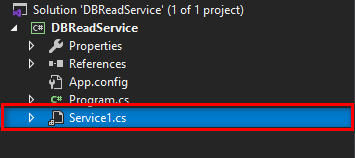 Solution 'DBReadService' (1 of 1 project)
C# DBReadService
Properties
References
App.config
C# Program.cs
Service1.cs